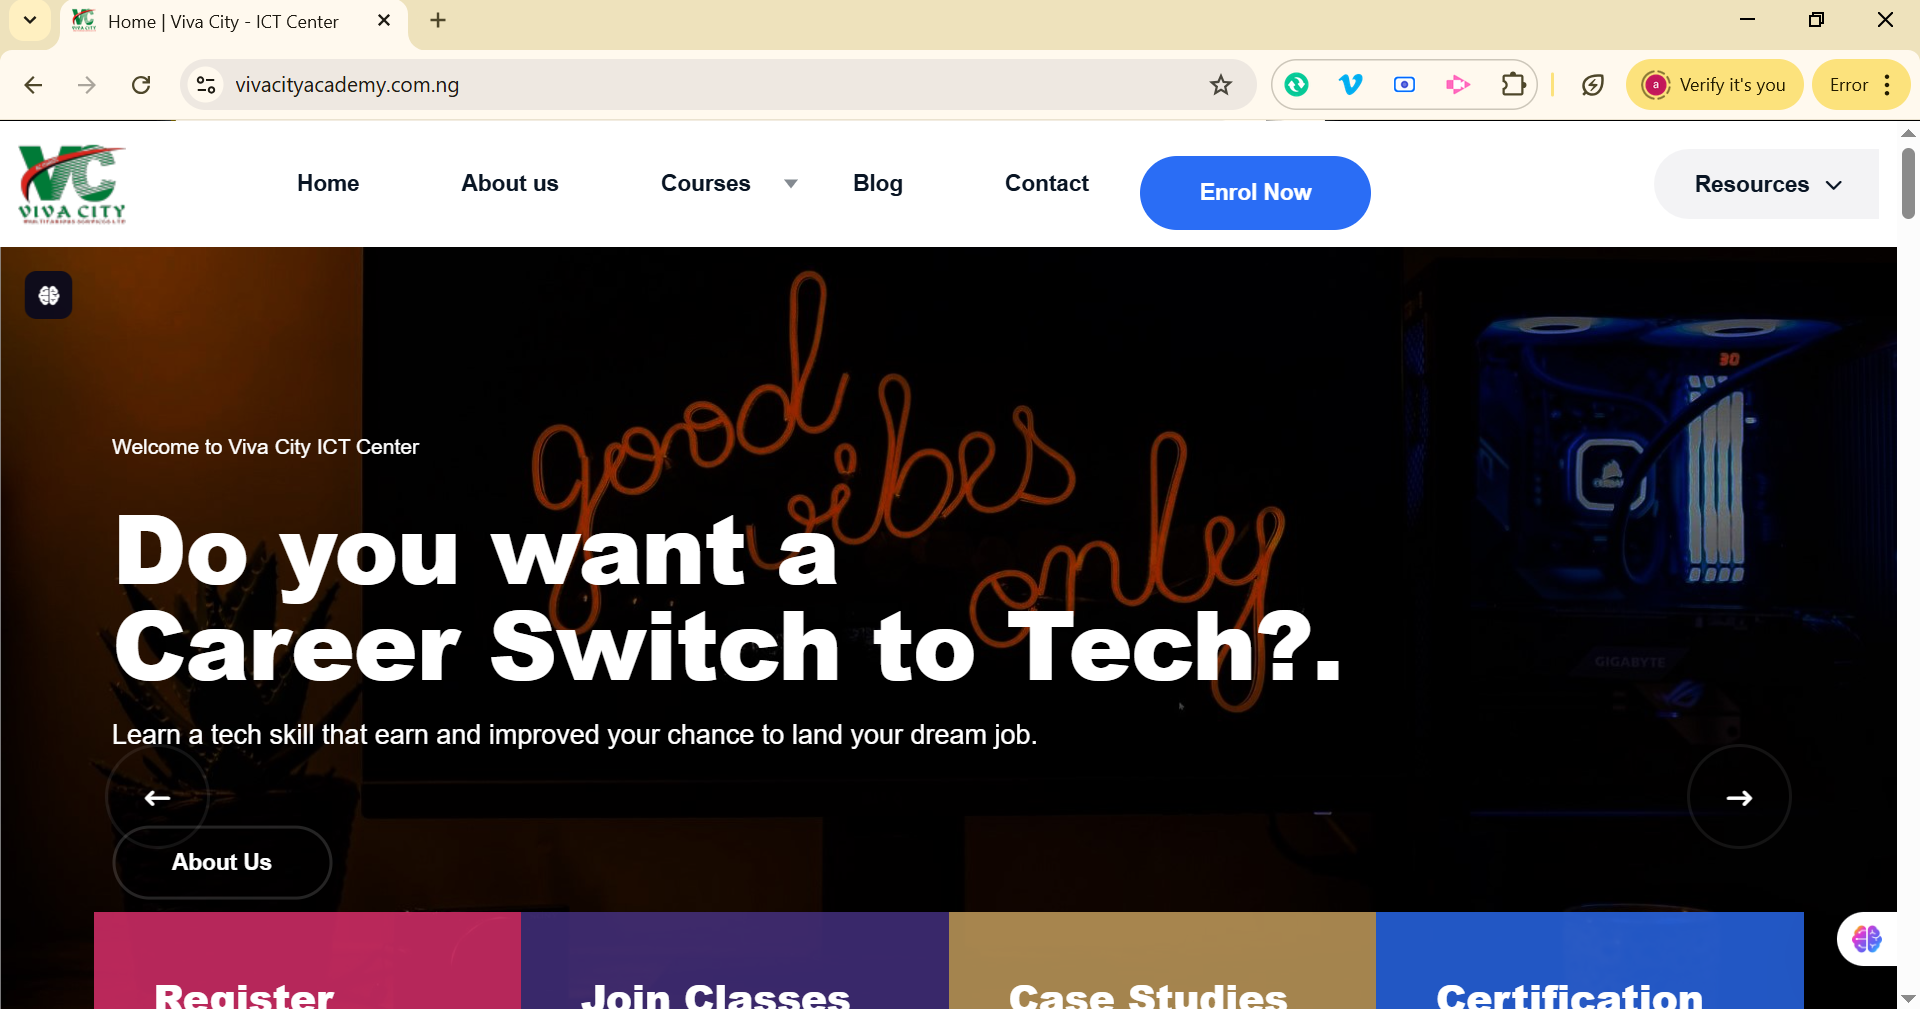 Home | Viva City - ICT Center
vivacityacademy.com.ng
a
Verify it's you
Error
VC
VIVA CITY
Home
About us
Courses
Blog
Contact
Enrol Now
Resources
good
vibes
only
30
Welcome to Viva City ICT Center
Do you want a
Career Switch to Tech?.
GIGABYTE
Learn a tech skill that earn and improved your chance to land your dream job.
About Us
Register
Join Classes
Case Studies
Certification